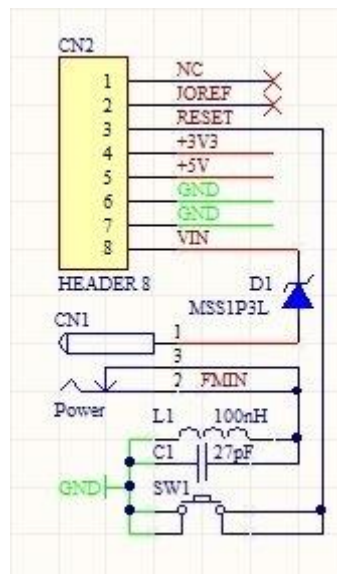 CN2
1 NC
2 IOREF
3 RESET
4 +3V3
5 +5V
6 GND
7 GND
8 VIN
HEADER 8
D1
MSS1P3L
CN1
1
3
2 FMIN
Power
L1 100nH
C1 27pF
GND
SW1